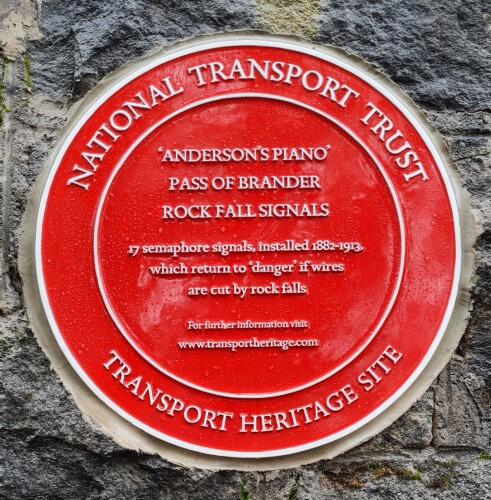 NATIONAL TRANSPORT TRUST
'ANDERSON'S PIANO'
PASS OF BRANDER
ROCK FALL SIGNALS
17 semaphore signals, installed 1882-1913,
which return to 'danger' if wires
are cut by rock falls
For further information visit
www.transportheritage.com
TRANSPORT HERITAGE SITE